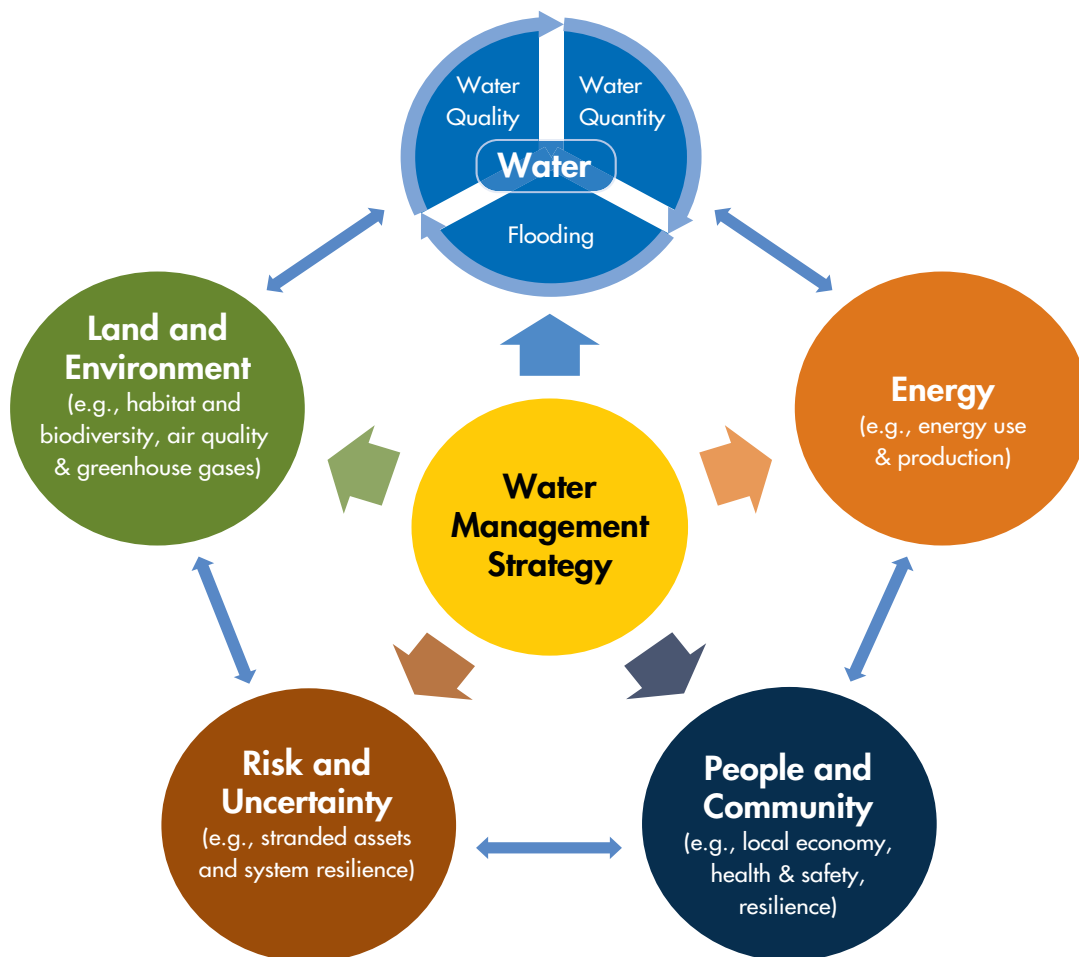 Water
Quality
Water
Quantity
Water
Flooding
Land and
Environment
(e.g., habitat and
biodiversity, air quality
& greenhouse gases)
Energy
(e.g., energy use
& production)
Water
Management
Strategy
Risk and
Uncertainty
(e.g., stranded assets
and system resilience)
People and
Community
(e.g., local economy,
health & safety,
resilience)